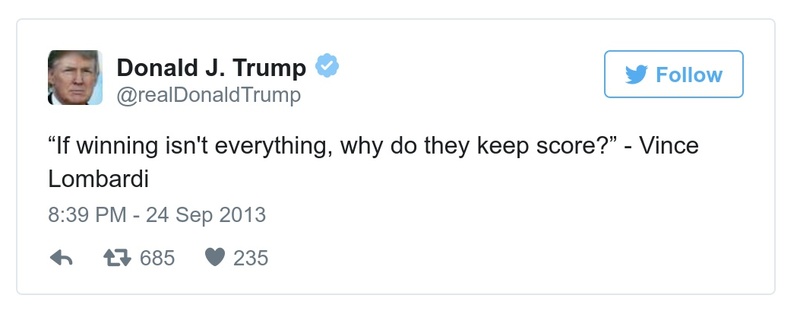 Donald J. Trump
@realDonaldTrump
Follow
“If winning isn't everything, why do they keep score?” - Vince
Lombardi
8:39 PM - 24 Sep 2013
685 235